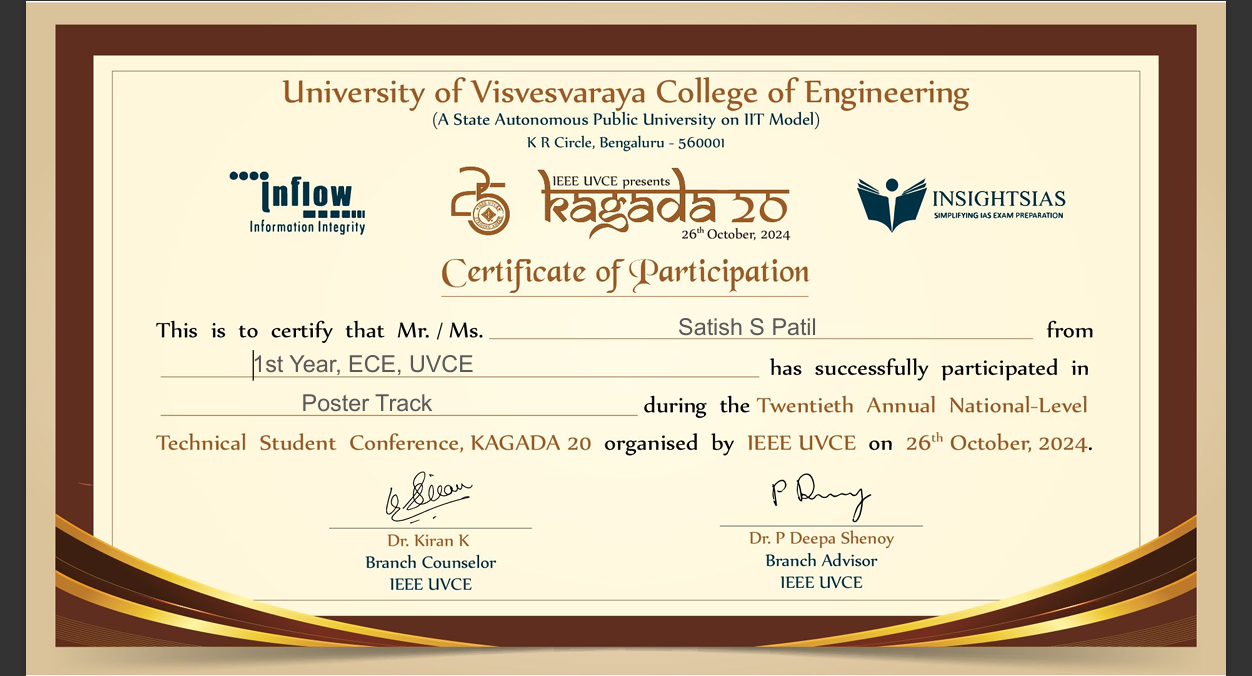 University of Visvesvaraya College of Engineering
(A State Autonomous Public University on IIT Model)
K R Circle, Bengaluru - 560001
inflow
Information Integrity
25
IEEE UVCE presents
kagada 20
26th October, 2024
INSIGHTSIAS
SIMPLIFYING IAS EXAM PREPARATION
Certificate of Participation
This is to certify that Mr. / Ms. Satish S Patil from
1st Year, ECE, UVCE has successfully participated in
Poster Track during the Twentieth Annual National-Level
Technical Student Conference, KAGADA 20 organised by IEEE UVCE on 26th October, 2024.
Dr. Kiran K
Branch Counselor
IEEE UVCE
Dr. P Deepa Shenoy
Branch Advisor
IEEE UVCE